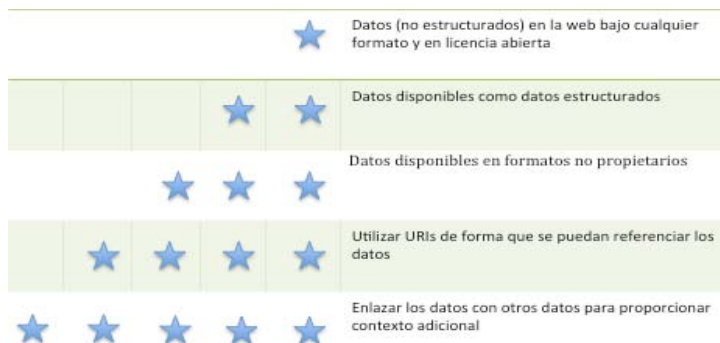 Datos (no estructurados) en la web bajo cualquier
formato y en licencia abierta
Datos disponibles como datos estructurados
Datos disponibles en formatos no propietarios
Utilizar URIs de forma que se puedan referenciar los
datos
Enlazar los datos con otros datos para proporcionar
contexto adicional